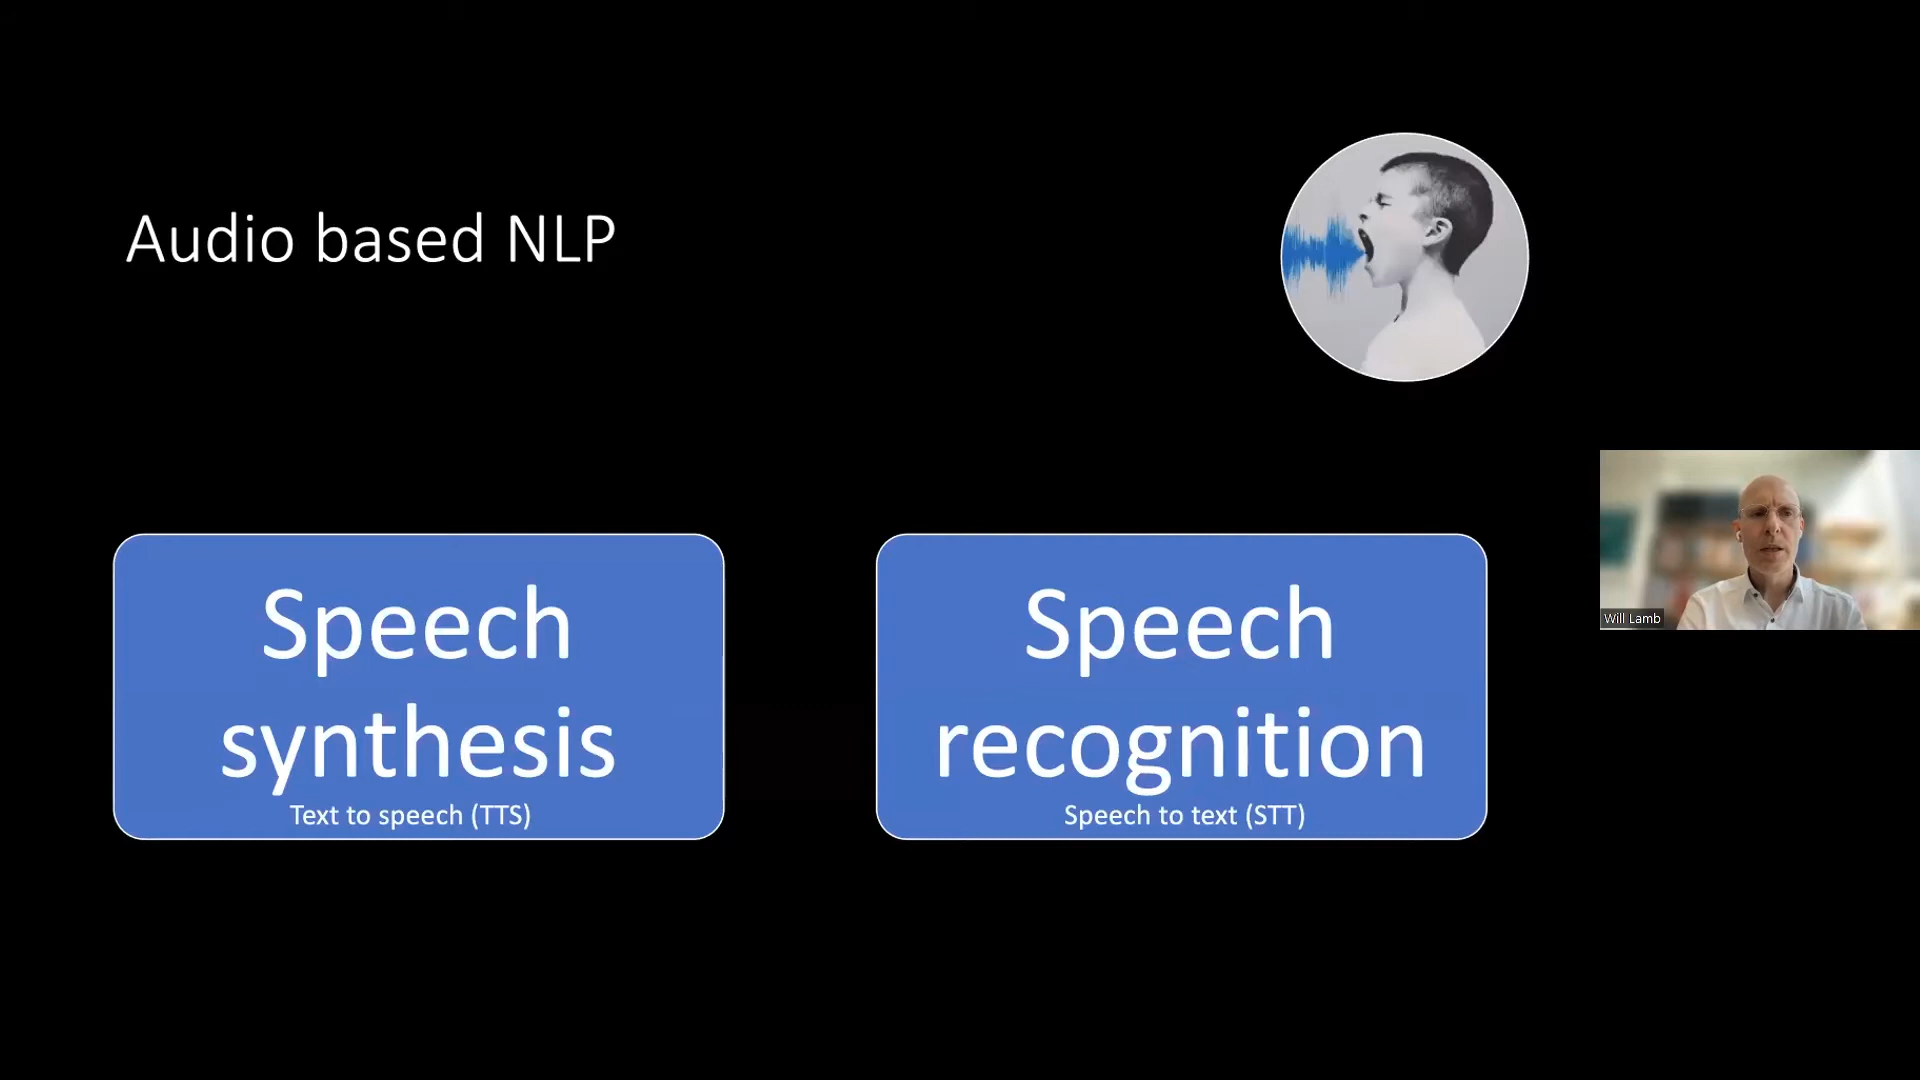 Audio based NLP
Speech
synthesis
Text to speech (TTS)
Speech
recognition
Speech to text (STT)
Will Lamb